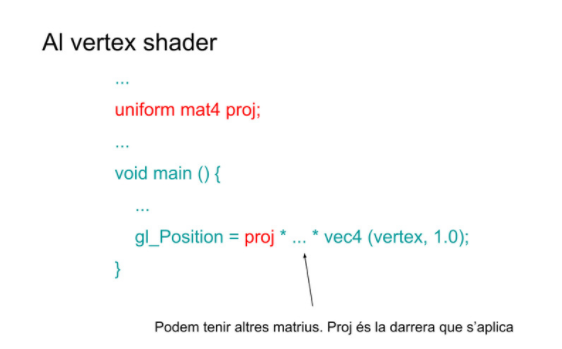 Al vertex shader
...
uniform mat4 proj;
...
void main () {
...
gl_Position = proj * ... * vec4 (vertex, 1.0);
}
Podem tenir altres matrius. Proj és la darrera que s'aplica